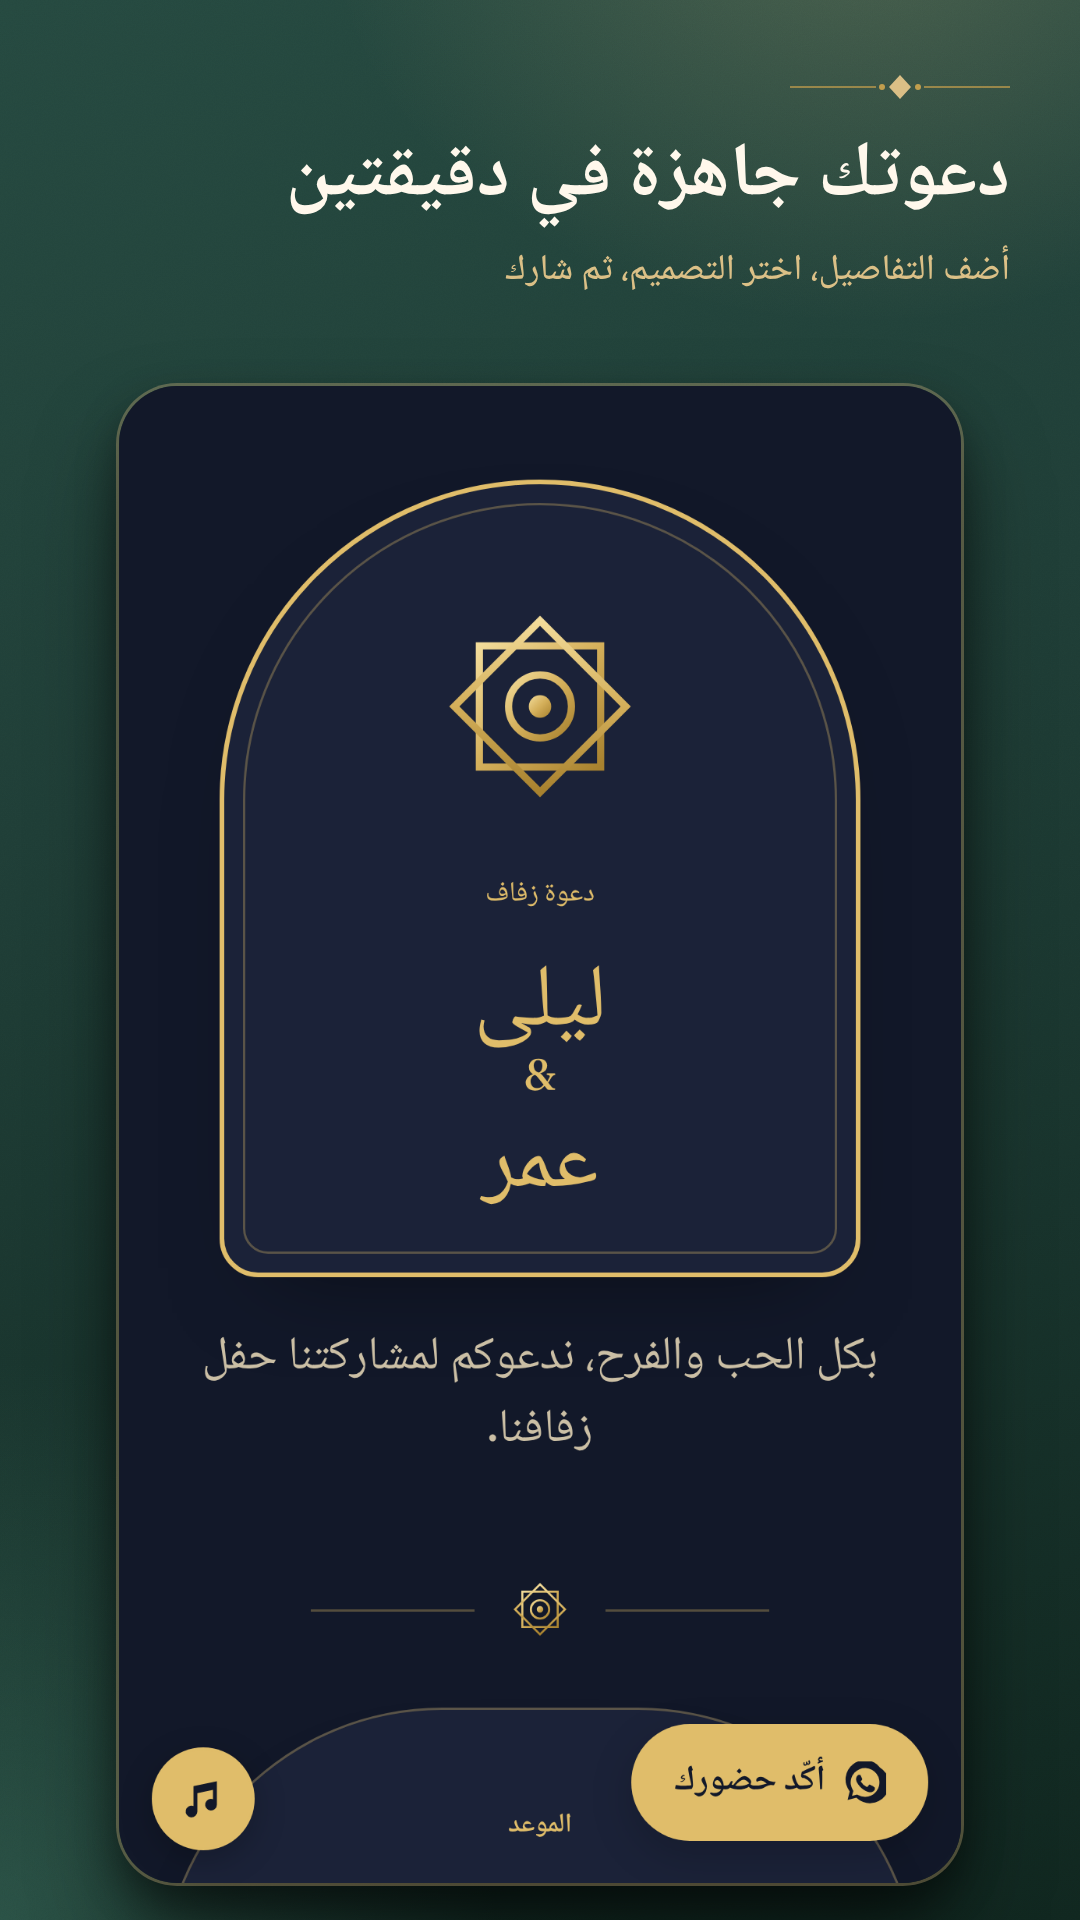 دعوتك جاهزة في دقيقتين
أضف التفاصيل، اختر التصميم، ثم شارك
دعوة زفاف
ليلى
&
عمر
بكل الحب والفرح، ندعوكم لمشاركتنا حفل
زفافنا.
أكّد حضورك
الموعد